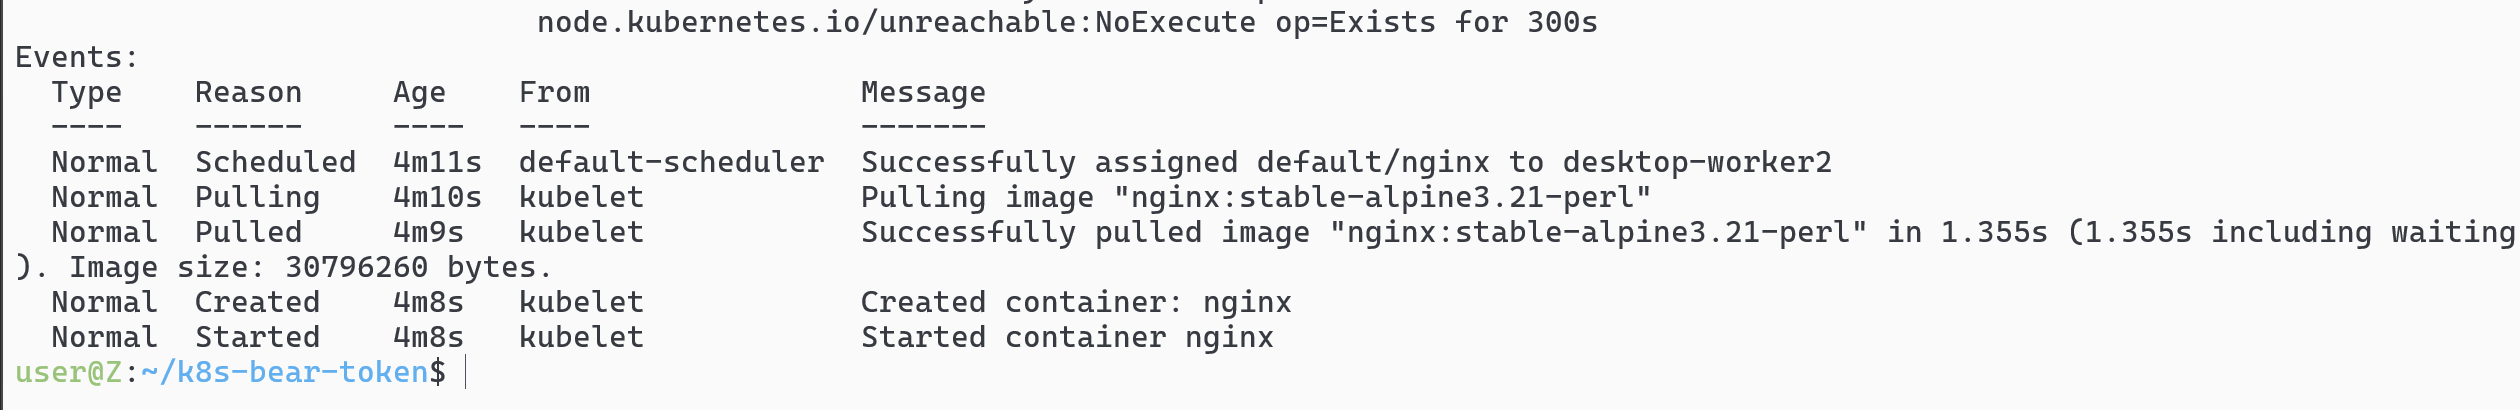 node.kubernetes.io/unreachable:NoExecute op=Exists for 300s
Events:
  Type    Reason     Age   From               Message
  ----    ------     ----  ----               -------
  Normal  Scheduled  4m11s  default-scheduler  Successfully assigned default/nginx to desktop-worker2
  Normal  Pulling    4m10s  kubelet            Pulling image "nginx:stable-alpine3.21-perl"
  Normal  Pulled     4m9s   kubelet            Successfully pulled image "nginx:stable-alpine3.21-perl" in 1.355s (1.355s including waiting
). Image size: 30796260 bytes.
  Normal  Created    4m8s   kubelet            Created container: nginx
  Normal  Started    4m8s   kubelet            Started container nginx
user@Z:~/k8s-bear-token$